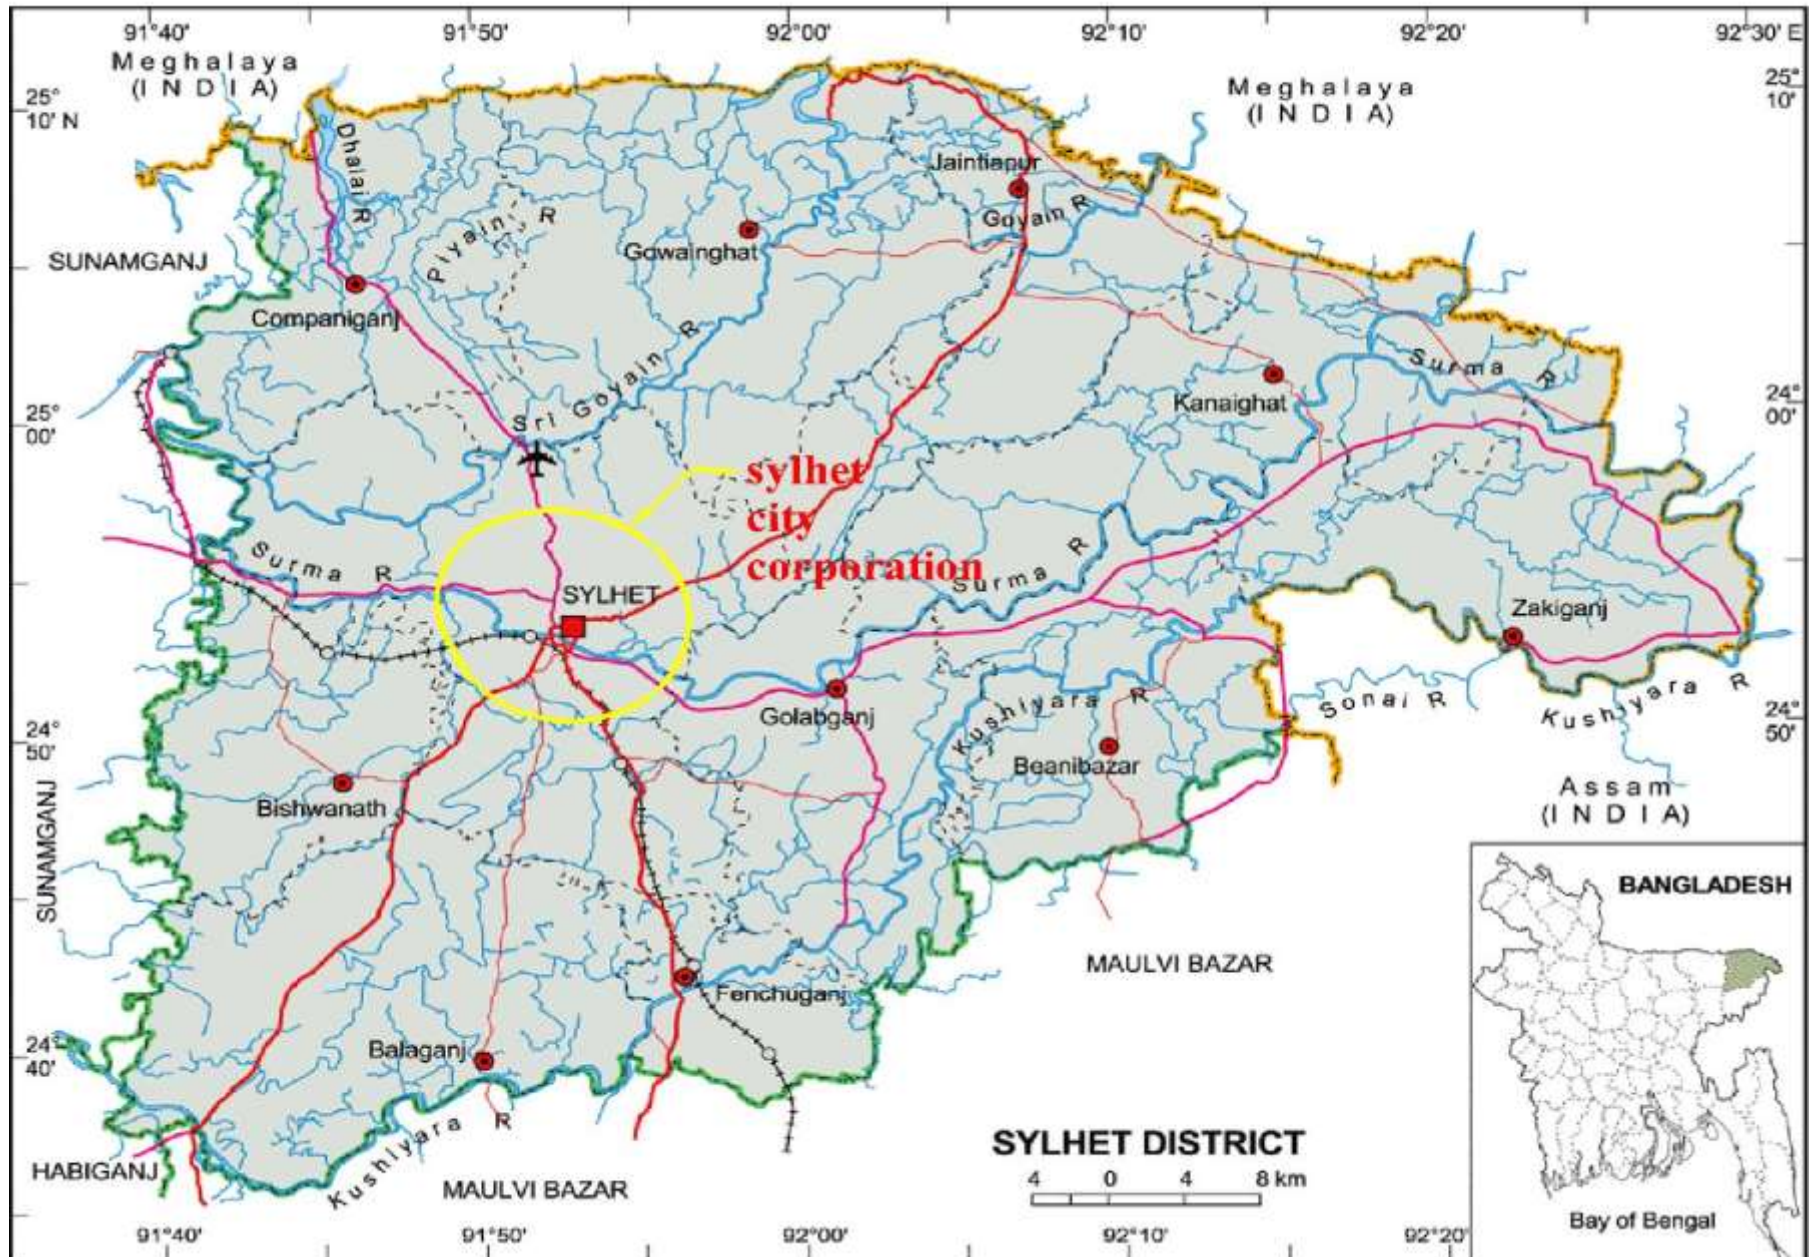 91°40'
91°50'
92°00'
92°10'
92°20'
92°30' E
Meghalaya
(INDIA)
Meghalaya
(INDIA)
25°
10' N
25°
10'
Dhalai R
Jaintiapur
Piyain R
Goyain R
Gowainghat
SUNAMGANJ
Companiganj
Sri Goyain R
Surma R
Kanaighat
25°
00'
24°
00'
sylhet
city
corporation
Surma R
Surma R
SYLHET
Zakiganj
Golabganj
Kushiyara R
Sonai R
Kushiyara R
24°
50'
24°
50'
Beanibazar
Bishwanath
Assam
(INDIA)
SUNAMGANJ
BANGLADESH
MAULVI BAZAR
Fenchuganj
24°
40'
Balaganj
Kushiyara R
SYLHET DISTRICT
HABIGANJ
MAULVI BAZAR
4 0 4 8 km
Bay of Bengal
91°40'
91°50'
92°00'
92°10'
92°20'